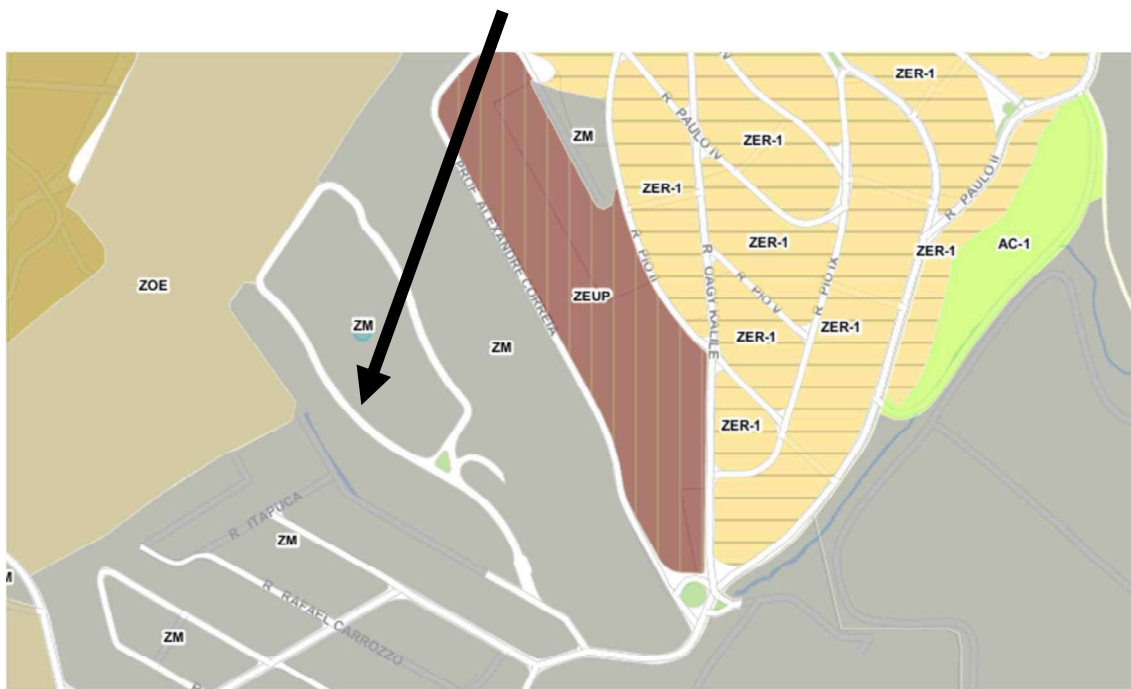 ZER-1
ZM
R PAULO IV
ZER-1
ZER-1
R PAULO II
PROF ALEXANDRE CORREIA
R PIO II
ZER-1
R CAGY KALILE
R PIO V
R PIO IX
ZER-1
AC-1
ZOE
ZEUP
ZM
ZM
ZER-1
ZER-1
ZER-1
R ITAPUCA
ZM
R RAFAEL CARROZZO
ZM